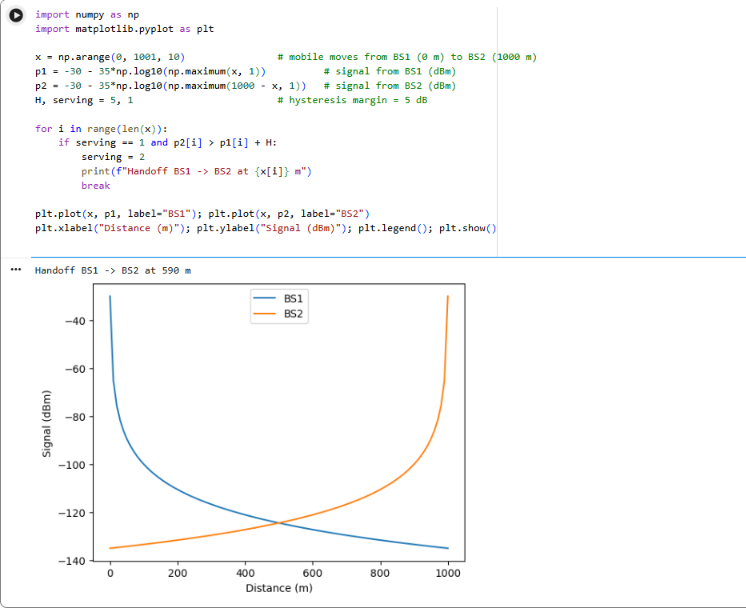 import numpy as np
import matplotlib.pyplot as plt
x = np.arange(0, 1001, 10) # mobile moves from BS1 (0 m) to BS2 (1000 m)
p1 = -30 - 35*np.log10(np.maximum(x, 1)) # signal from BS1 (dBm)
p2 = -30 - 35*np.log10(np.maximum(1000 - x, 1)) # signal from BS2 (dBm)
H, serving = 5, 1 # hysteresis margin = 5 dB
for i in range(len(x)):
    if serving == 1 and p2[i] > p1[i] + H:
        serving = 2
        print(f"Handoff BS1 -> BS2 at {x[i]} m")
        break
plt.plot(x, p1, label="BS1"); plt.plot(x, p2, label="BS2")
plt.xlabel("Distance (m)"); plt.ylabel("Signal (dBm)"); plt.legend(); plt.show()
Handoff BS1 -> BS2 at 590 m
BS1
BS2
−40
−60
−80
−100
−120
−140
Signal (dBm)
0 200 400 600 800 1000
Distance (m)